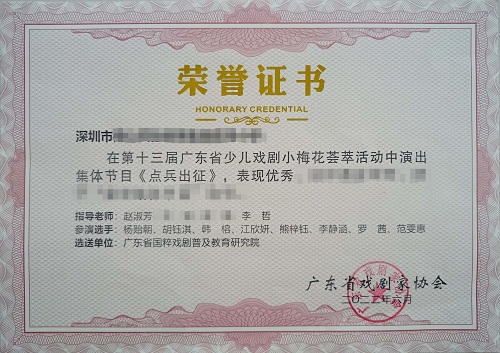 荣誉证书
HONORARY CREDENTIAL
深圳市
在第十三届广东省少儿戏剧小梅花荟萃活动中演出
集体节目《点兵出征》，表现优秀，
指导老师：赵淑芳 李 哲
参演选手：杨贻朝、胡钰淇、韩 榕、江欣妍、熊梓钰、李静涵、罗 茜、范雯惠
选送单位：广东省国粹戏剧普及教育研究院
广东省戏剧家协会
六月